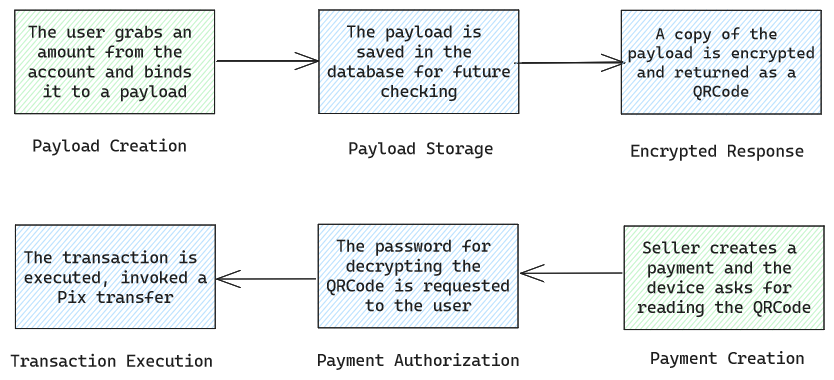 The user grabs an
amount from the
account and binds
it to a payload
Payload Creation
The payload is
saved in the
database for future
checking
Payload Storage
A copy of the
payload is encrypted
and returned as a
QRCode
Encrypted Response
The transaction is
executed, invoked a
Pix transfer
Transaction Execution
The password for
decrypting the
QRCode is requested
to the user
Payment Authorization
Seller creates a
payment and the
device asks for
reading the QRCode
Payment Creation